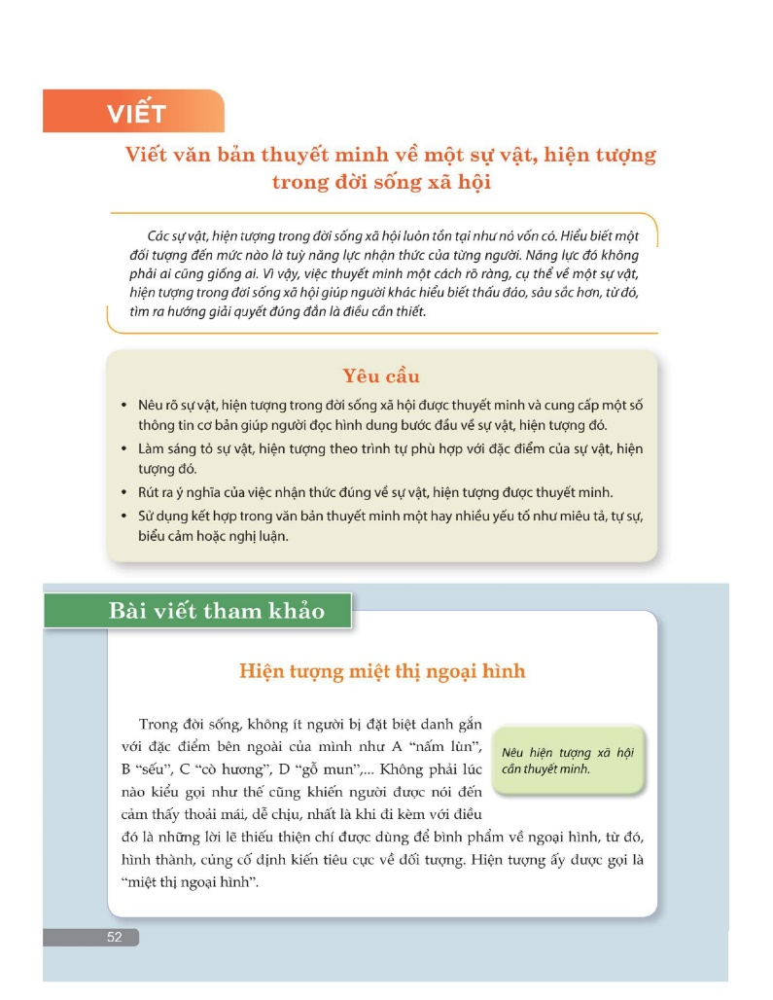 VIẾT
Viết văn bản thuyết minh về một sự vật, hiện tượng
trong đời sống xã hội
Các sự vật, hiện tượng trong đời sống xã hội luôn tồn tại như nó vốn có. Hiểu biết một
đối tượng đến mức nào là tuỳ năng lực nhận thức của từng người. Năng lực đó không
phải ai cũng giống ai. Vì vậy, việc thuyết minh một cách rõ ràng, cụ thể về một sự vật,
hiện tượng trong đời sống xã hội giúp người khác hiểu biết thấu đáo, sâu sắc hơn, từ đó,
tìm ra hướng giải quyết đúng đắn là điều cần thiết.
Yêu cầu
• Nêu rõ sự vật, hiện tượng trong đời sống xã hội được thuyết minh và cung cấp một số
thông tin cơ bản giúp người đọc hình dung bước đầu về sự vật, hiện tượng đó.
• Làm sáng tỏ sự vật, hiện tượng theo trình tự phù hợp với đặc điểm của sự vật, hiện
tượng đó.
• Rút ra ý nghĩa của việc nhận thức đúng về sự vật, hiện tượng được thuyết minh.
• Sử dụng kết hợp trong văn bản thuyết minh một hay nhiều yếu tố như miêu tả, tự sự,
biểu cảm hoặc nghị luận.
Bài viết tham khảo
Hiện tượng miệt thị ngoại hình
Trong đời sống, không ít người bị đặt biệt danh gắn
với đặc điểm bên ngoài của mình như A “nấm lùn”,
B “sếu”, C “cò hương”, D “gỗ mun”,... Không phải lúc
nào kiểu gọi như thế cũng khiến người được nói đến
cảm thấy thoải mái, dễ chịu, nhất là khi đi kèm với điều
đó là những lời lẽ thiếu thiện chí được dùng để bình phẩm về ngoại hình, từ đó,
hình thành, củng cố định kiến tiêu cực về đối tượng. Hiện tượng ấy được gọi là
“miệt thị ngoại hình”.
Nêu hiện tượng xã hội
cần thuyết minh.
52